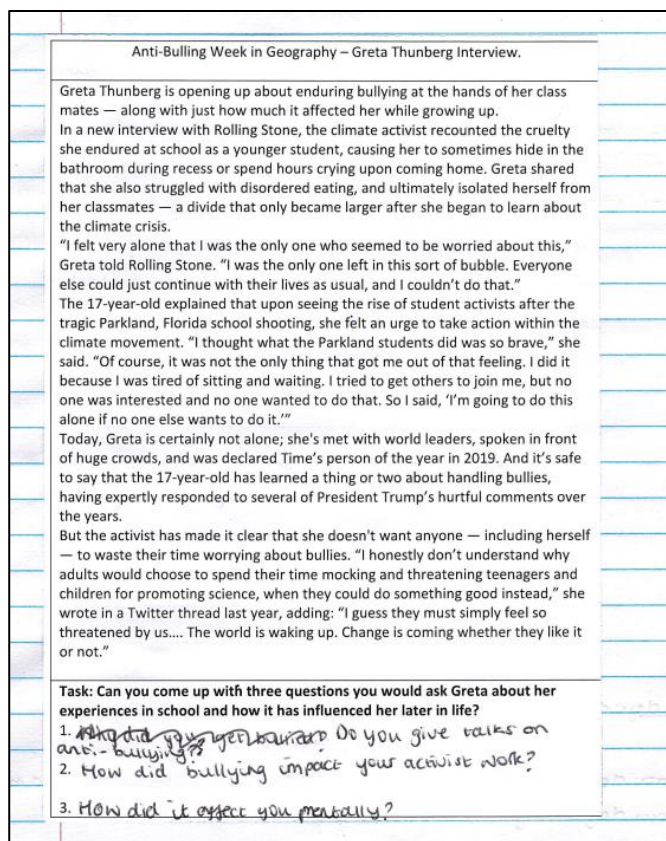 Anti-Bulling Week in Geography – Greta Thunberg Interview.
Greta Thunberg is opening up about enduring bullying at the hands of her class
mates — along with just how much it affected her while growing up.
In a new interview with Rolling Stone, the climate activist recounted the cruelty
she endured at school as a younger student, causing her to sometimes hide in the
bathroom during recess or spend hours crying upon coming home. Greta shared
that she also struggled with disordered eating, and ultimately isolated herself from
her classmates — a divide that only became larger after she began to learn about
the climate crisis.
“I felt very alone that I was the only one who seemed to be worried about this,”
Greta told Rolling Stone. “I was the only one left in this sort of bubble. Everyone
else could just continue with their lives as usual, and I couldn’t do that.”
The 17-year-old explained that upon seeing the rise of student activists after the
tragic Parkland, Florida school shooting, she felt an urge to take action within the
climate movement. “I thought what the Parkland students did was so brave,” she
said. “Of course, it was not the only thing that got me out of that feeling. I did it
because I was tired of sitting and waiting. I tried to get others to join me, but no
one was interested and no one wanted to do that. So I said, ‘I’m going to do this
alone if no one else wants to do it.’”
Today, Greta is certainly not alone; she's met with world leaders, spoken in front
of huge crowds, and was declared Time’s person of the year in 2019. And it’s safe
to say that the 17-year-old has learned a thing or two about handling bullies,
having expertly responded to several of President Trump’s hurtful comments over
the years.
But the activist has made it clear that she doesn't want anyone — including herself
— to waste their time worrying about bullies. “I honestly don’t understand why
adults would choose to spend their time mocking and threatening teenagers and
children for promoting science, when they could do something good instead,” she
wrote in a Twitter thread last year, adding: “I guess they must simply feel so
threatened by us.... The world is waking up. Change is coming whether they like it
or not.”
Task: Can you come up with three questions you would ask Greta about her
experiences in school and how it has influenced her later in life?
1. Do you give talks on
anti-bullying?
2. How did bullying impact your activist work?
3. How did it effect you mentally?